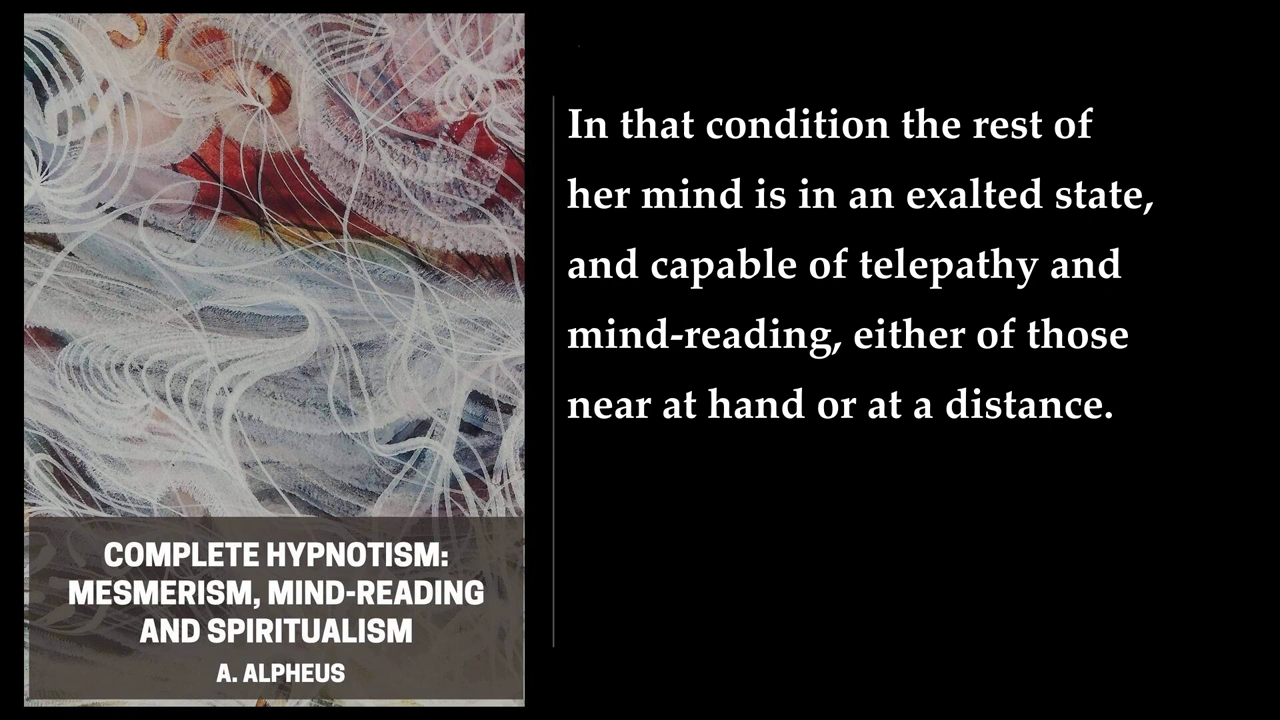 In that condition the rest of
her mind is in an exalted state,
and capable of telepathy and
mind-reading, either of those
near at hand or at a distance.
COMPLETE HYPNOTISM:
MESMERISM, MIND-READING
AND SPIRITUALISM
A. ALPHEUS